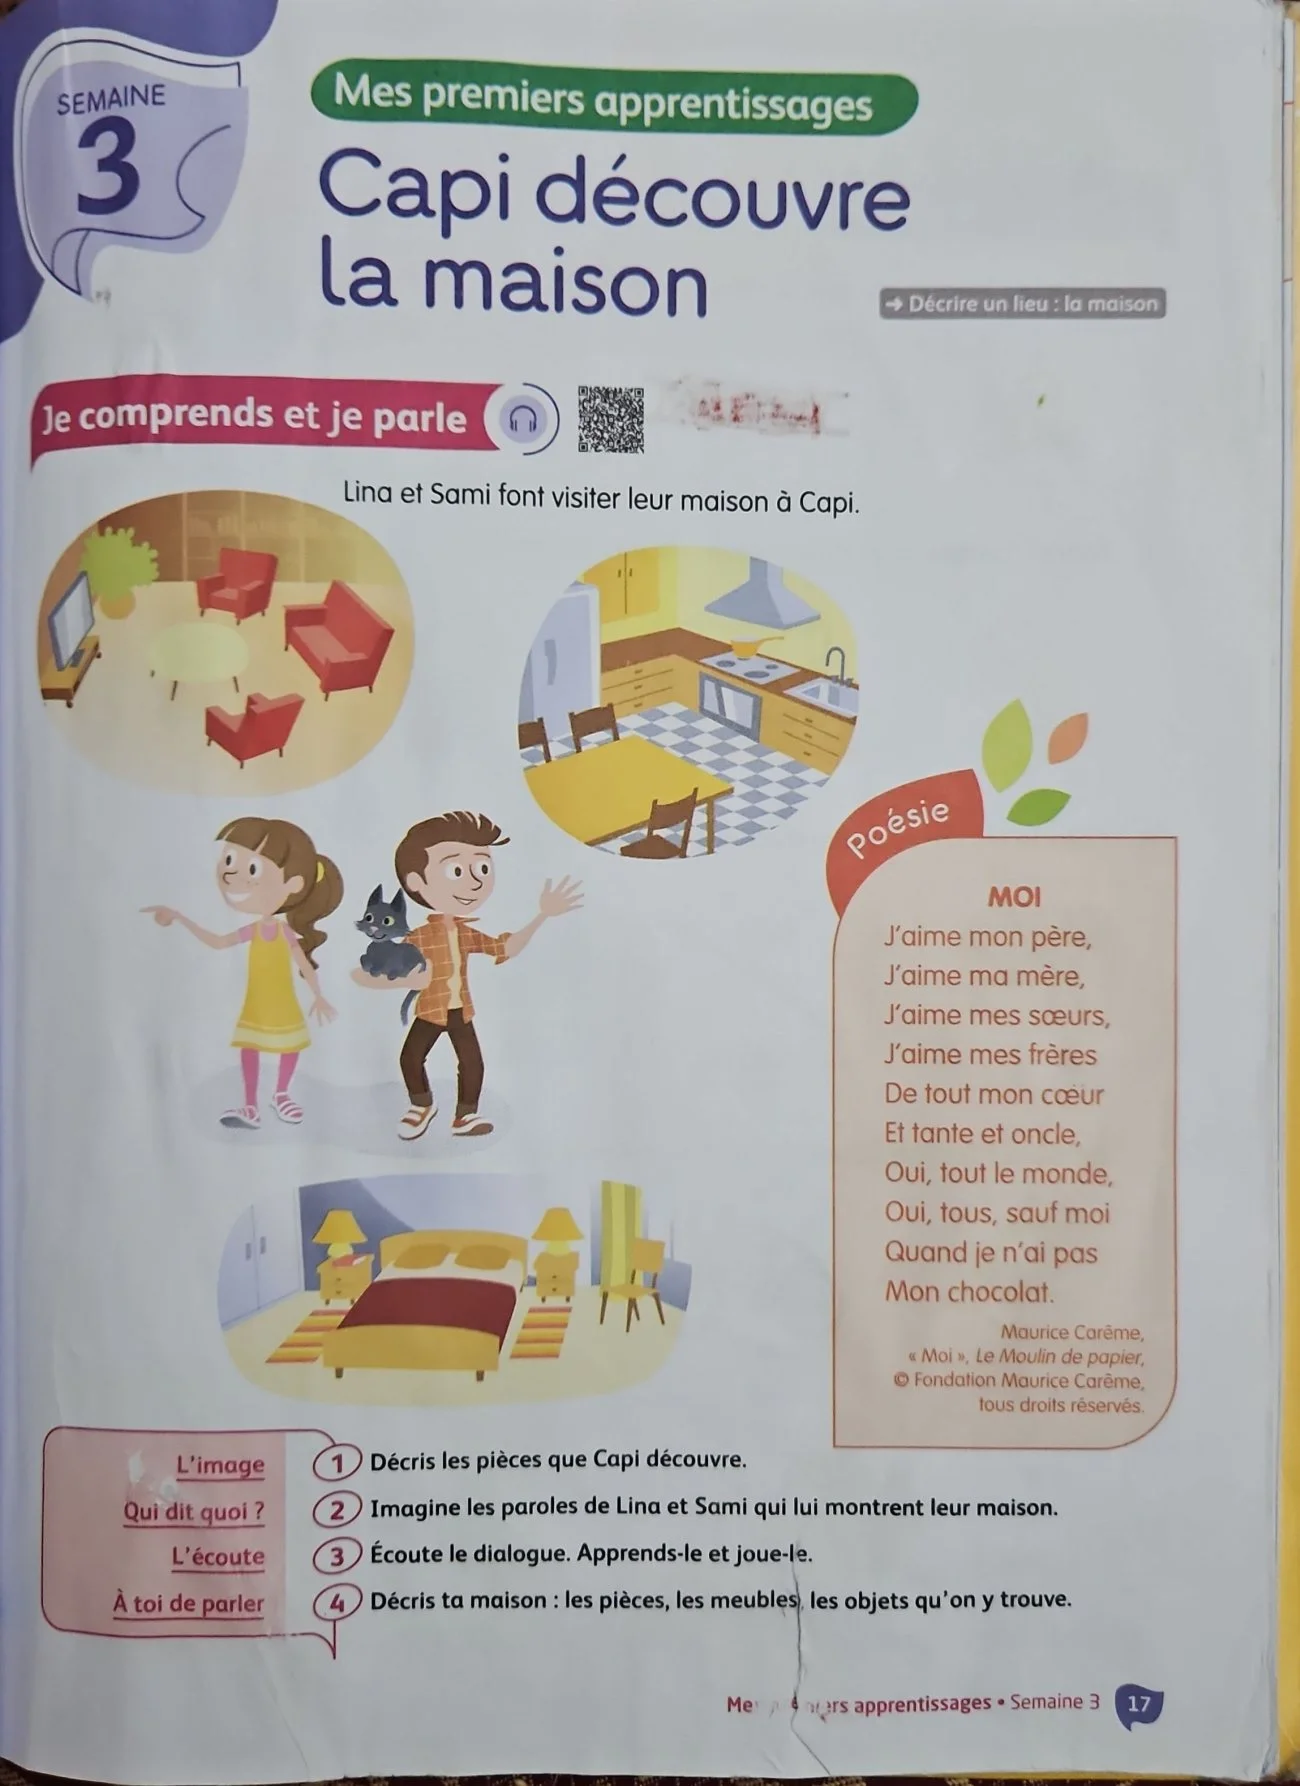 SEMAINE
3
Mes premiers apprentissages
Capi découvre
la maison
→ Décrire un lieu : la maison
Je comprends et je parle
Lina et Sami font visiter leur maison à Capi.
Poésie
MOI
J'aime mon père,
J'aime ma mère,
J'aime mes sœurs,
J'aime mes frères
De tout mon cœur
Et tante et oncle,
Oui, tout le monde,
Oui, tous, sauf moi
Quand je n'ai pas
Mon chocolat.
Maurice Carême,
« Moi », Le Moulin de papier,
© Fondation Maurice Carême,
tous droits réservés.
L'image 1 Décris les pièces que Capi découvre.
Qui dit quoi ? 2 Imagine les paroles de Lina et Sami qui lui montrent leur maison.
L'écoute 3 Écoute le dialogue. Apprends-le et joue-le.
À toi de parler 4 Décris ta maison : les pièces, les meubles, les objets qu'on y trouve.
apprentissages • Semaine 3 17